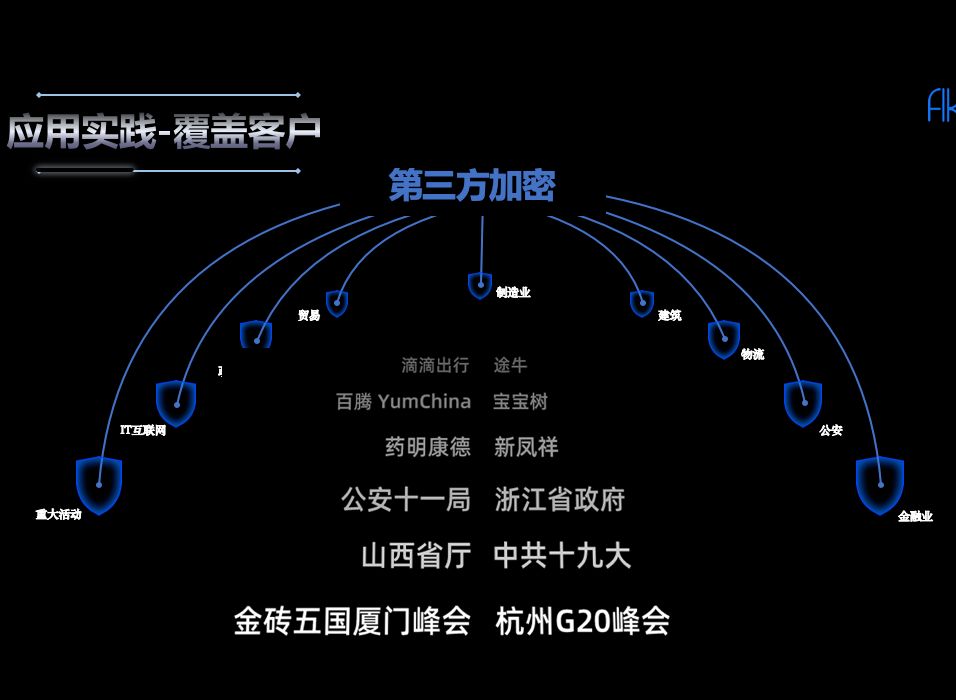 应用实践-覆盖客户
第三方加密
制造业
贸易
建筑
物流
IT互联网
公安
重大活动
金融业
滴滴出行 途牛
百腾 YumChina 宝宝树
药明康德 新凤祥
公安十一局 浙江省政府
山西省厅 中共十九大
金砖五国厦门峰会 杭州G20峰会